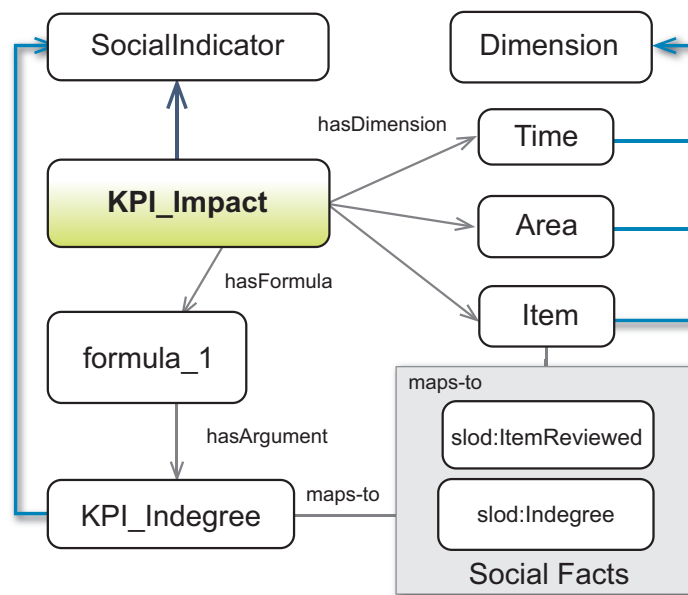 SocialIndicator
Dimension
hasDimension
Time
KPI_Impact
Area
hasFormula
Item
formula_1
maps-to
slod:ItemReviewed
hasArgument
KPI_Indegree
maps-to
slod:Indegree
Social Facts